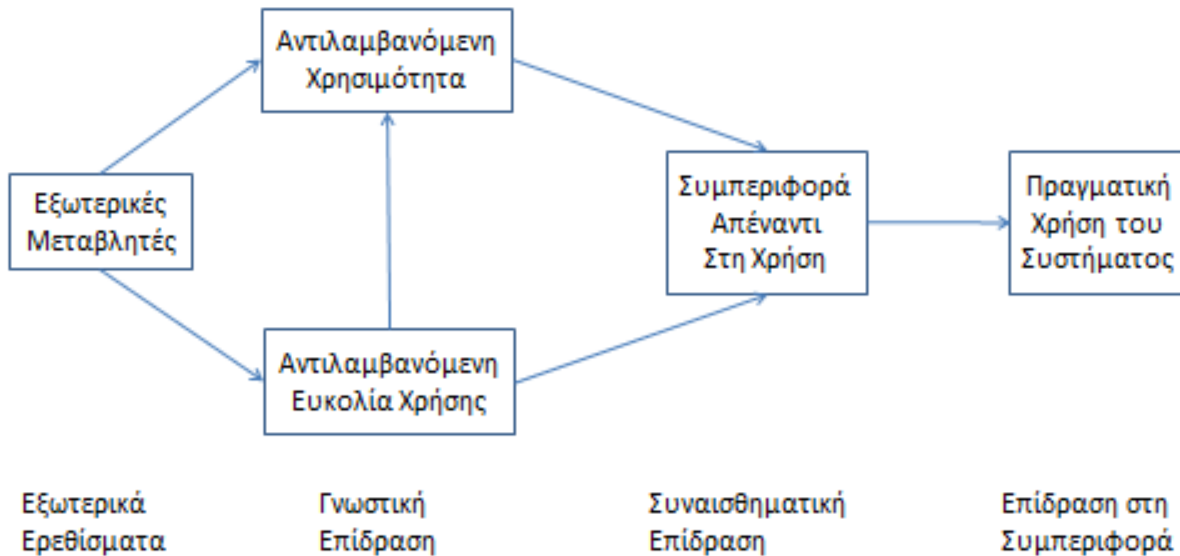 Αντιλαμβανόμενη
Χρησιμότητα
Εξωτερικές
Μεταβλητές
Συμπεριφορά
Απέναντι
Στη Χρήση
Πραγματική
Χρήση του
Συστήματος
Αντιλαμβανόμενη
Ευκολία Χρήσης
Εξωτερικά
Ερεθίσματα
Γνωστική
Επίδραση
Συναισθηματική
Επίδραση
Επίδραση στη
Συμπεριφορά